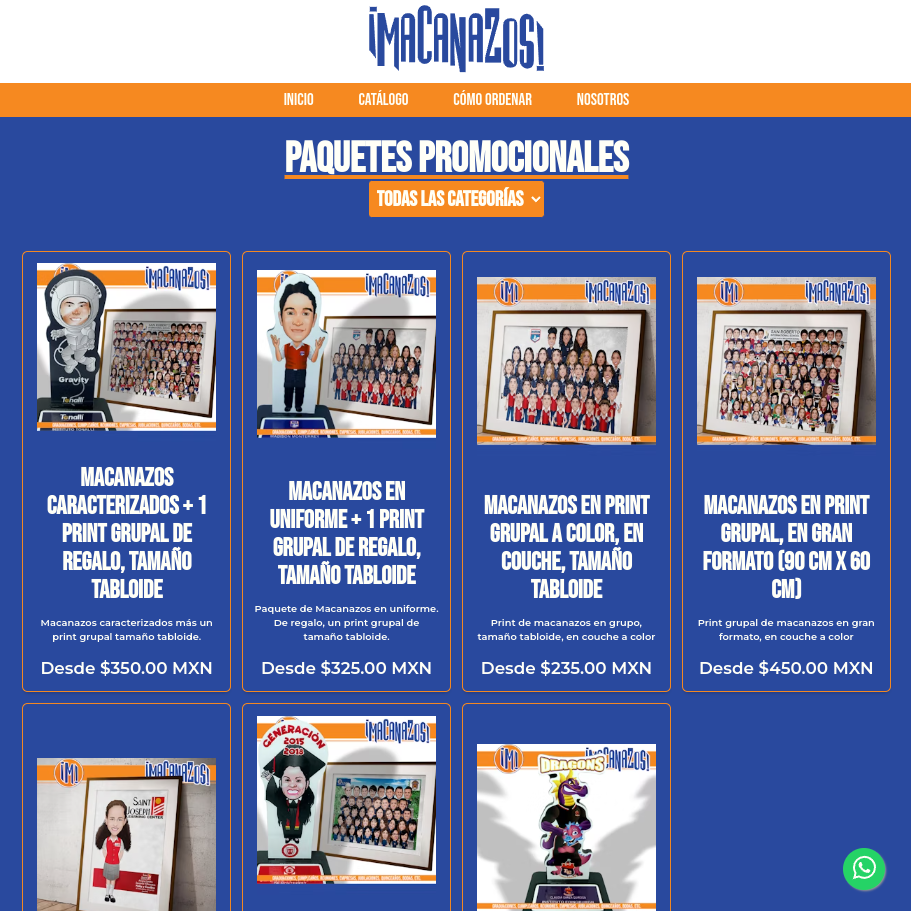 ¡MACANAZOS!
INICIO CATÁLOGO CÓMO ORDENAR NOSOTROS
PAQUETES PROMOCIONALES
TODAS LAS CATEGORÍAS
¡M!
¡MACANAZOS!
Gravity
Tenalli
MACANAZOS
CARACTERIZADOS + 1
PRINT GRUPAL DE
REGALO, TAMAÑO
TABLOIDE
Macanazos caracterizados más un
print grupal tamaño tabloide.
Desde $350.00 MXN
¡MACANAZOS!
MACANAZOS EN
UNIFORME + 1 PRINT
GRUPAL DE REGALO,
TAMAÑO TABLOIDE
Paquete de Macanazos en uniforme.
De regalo, un print grupal de
tamaño tabloide.
Desde $325.00 MXN
¡M!
¡MACANAZOS!
MACANAZOS EN PRINT
GRUPAL A COLOR, EN
COUCHE, TAMAÑO
TABLOIDE
Print de macanazos en grupo,
tamaño tabloide, en couche a color
Desde $235.00 MXN
¡M!
¡MACANAZOS!
SAN ROBERTO
MACANAZOS EN PRINT
GRUPAL, EN GRAN
FORMATO (90 CM X 60
CM)
Print grupal de macanazos en gran
formato, en couche a color
Desde $450.00 MXN
¡M!
¡MACANAZOS!
SAINT
JOSEPH
GENERACIÓN
2015
2018
¡MACANAZOS!
¡M!
DRAGONS